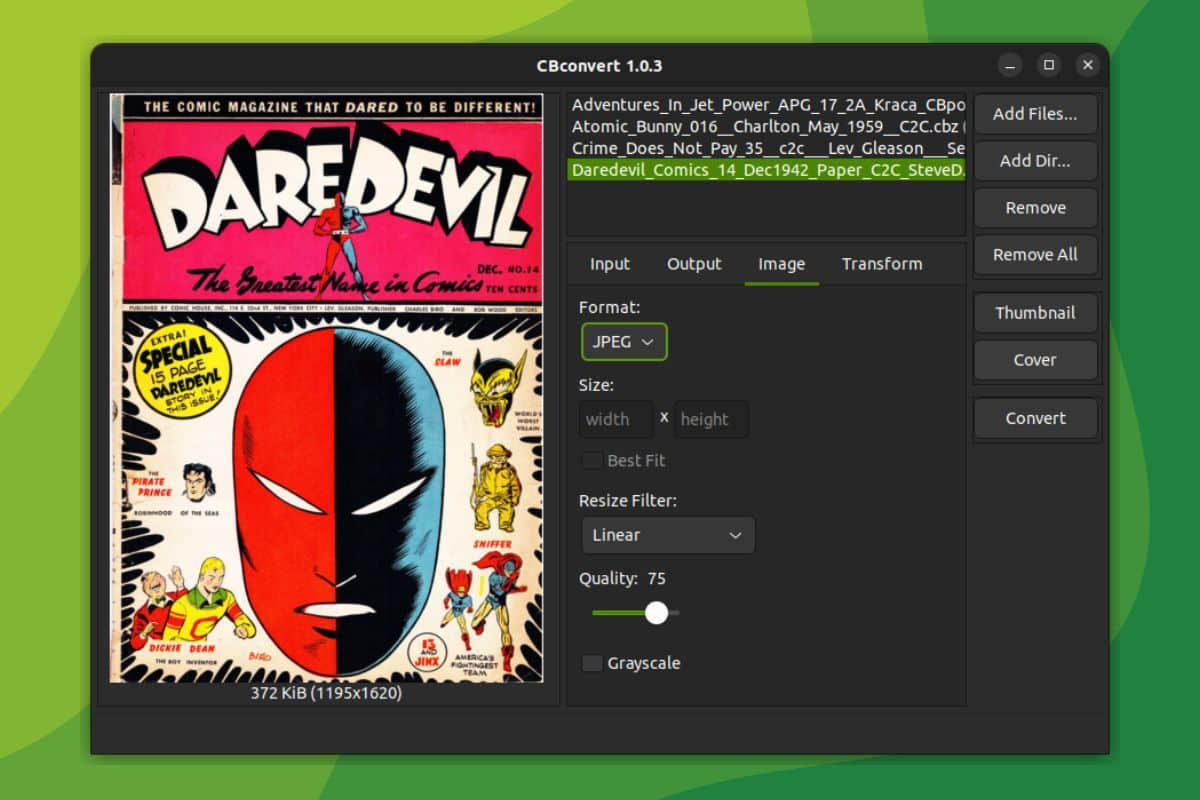 CBconvert 1.0.3
THE COMIC MAGAZINE THAT DARED TO BE DIFFERENT!
DAREDEVIL
The Greatest Name in Comics
DEC. NO.14
TEN CENTS
PUBLISHED BY COMIC HOUSE, INC., 114 E. 32nd ST., NEW YORK CITY - LEV. GLEASON, PUBLISHER CHARLES BIRO AND BOB WOOD EDITORS
EXTRA!
SPECIAL
15 PAGE
DAREDEVIL
STORY IN
THIS ISSUE!
THE
CLAW
WORLD'S
WORST
VILLAIN
THE
PIRATE
PRINCE
ROBINHOOD OF THE SEAS
SNIFFER
DICKIE DEAN
THE BOY INVENTOR
BIRO
13
AND
JINX
AMERICA'S
FIGHTINGEST
TEAM
372 KiB (1195x1620)
Adventures_In_Jet_Power_APG_17_2A_Kraca_CBpo
Atomic_Bunny_016__Charlton_May_1959__C2C.cbz (
Crime_Does_Not_Pay_35__c2c___Lev_Gleason___Se
Daredevil_Comics_14_Dec1942_Paper_C2C_SteveD.
Input Output Image Transform
Format:
JPEG
Size:
width x height
Best Fit
Resize Filter:
Linear
Quality: 75
Grayscale
Add Files...
Add Dir...
Remove
Remove All
Thumbnail
Cover
Convert